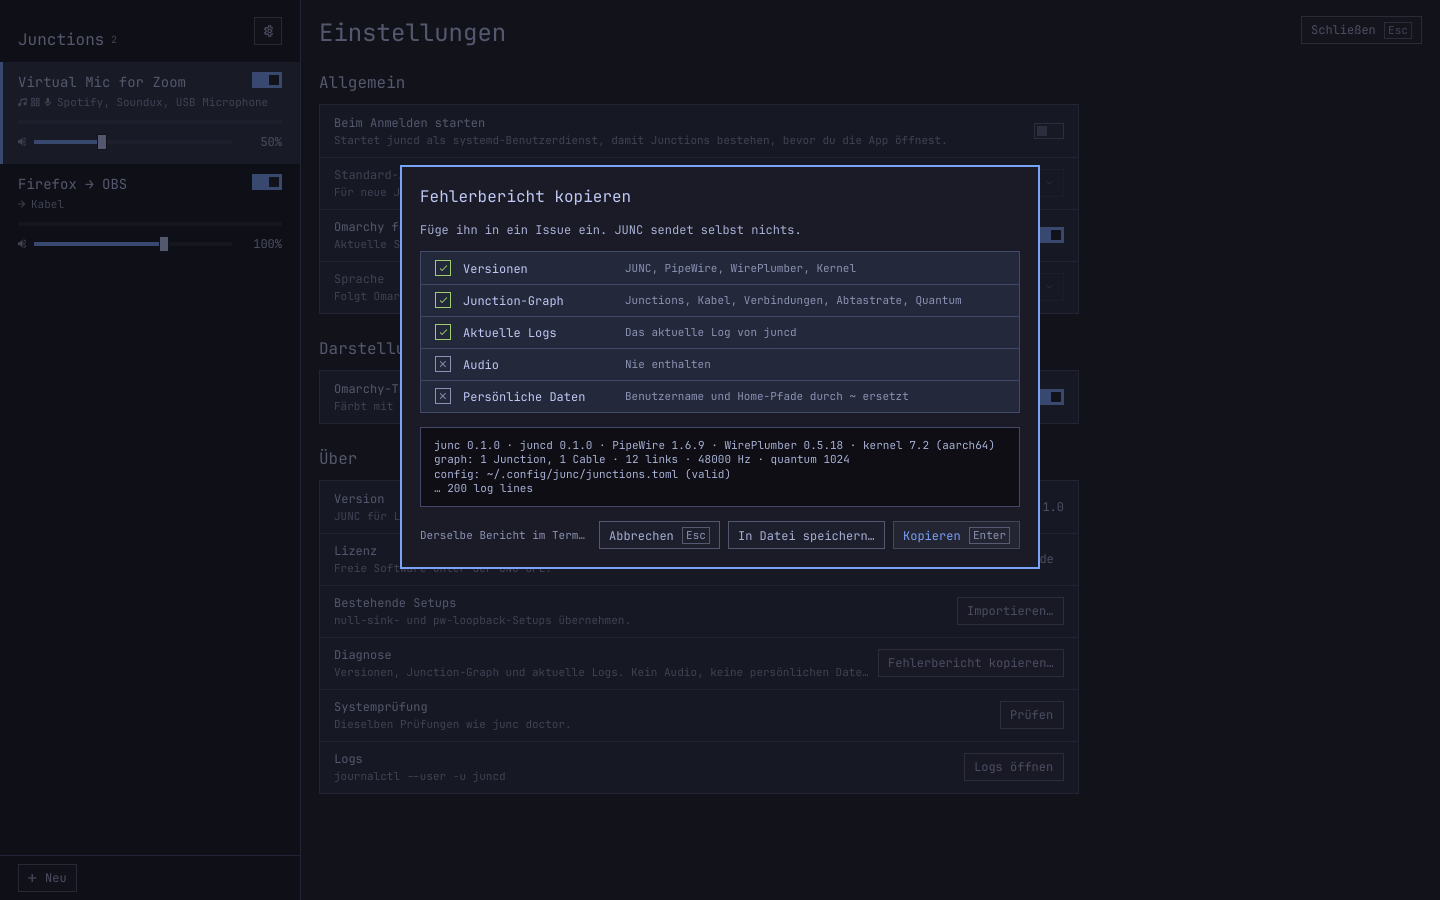 Junctions 2
Virtual Mic for Zoom
Spotify, Soundux, USB Microphone
50%
Firefox → OBS
→ Kabel
100%
+ Neu
Einstellungen
Schließen Esc
Allgemein
Beim Anmelden starten
Startet juncd als systemd-Benutzerdienst, damit Junctions bestehen, bevor du die App öffnest.
Standard-
Für neue J
Omarchy f
Aktuelle S
Sprache
Folgt Omar
Darstellu
Omarchy-T
Färbt mit
Über
Version
JUNC für L
1.0
Lizenz
Freie Software unter der GNU GPL.
de
Bestehende Setups
null-sink- und pw-loopback-Setups übernehmen.
Importieren…
Diagnose
Versionen, Junction-Graph und aktuelle Logs. Kein Audio, keine persönlichen Date…
Fehlerbericht kopieren…
Systemprüfung
Dieselben Prüfungen wie junc doctor.
Prüfen
Logs
journalctl --user -u juncd
Logs öffnen
Fehlerbericht kopieren
Füge ihn in ein Issue ein. JUNC sendet selbst nichts.
Versionen JUNC, PipeWire, WirePlumber, Kernel
Junction-Graph Junctions, Kabel, Verbindungen, Abtastrate, Quantum
Aktuelle Logs Das aktuelle Log von juncd
Audio Nie enthalten
Persönliche Daten Benutzername und Home-Pfade durch ~ ersetzt
junc 0.1.0 · juncd 0.1.0 · PipeWire 1.6.9 · WirePlumber 0.5.18 · kernel 7.2 (aarch64)
graph: 1 Junction, 1 Cable · 12 links · 48000 Hz · quantum 1024
config: ~/.config/junc/junctions.toml (valid)
… 200 log lines
Derselbe Bericht im Term…
Abbrechen Esc
In Datei speichern…
Kopieren Enter